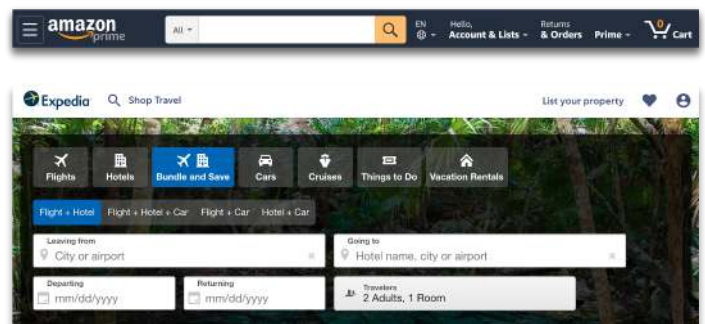 amazon
prime
All
EN
Hello,
Account & Lists
Returns
& Orders
Prime
0
Cart
Expedia
Shop Travel
List your property
Flights
Hotels
Bundle and Save
Cars
Cruises
Things to Do
Vacation Rentals
Flight + Hotel
Flight + Hotel + Car
Flight + Car
Hotel + Car
Leaving from
City or airport
Going to
Hotel name, city or airport
Departing
mm/dd/yyyy
Returning
mm/dd/yyyy
Travelers
2 Adults, 1 Room